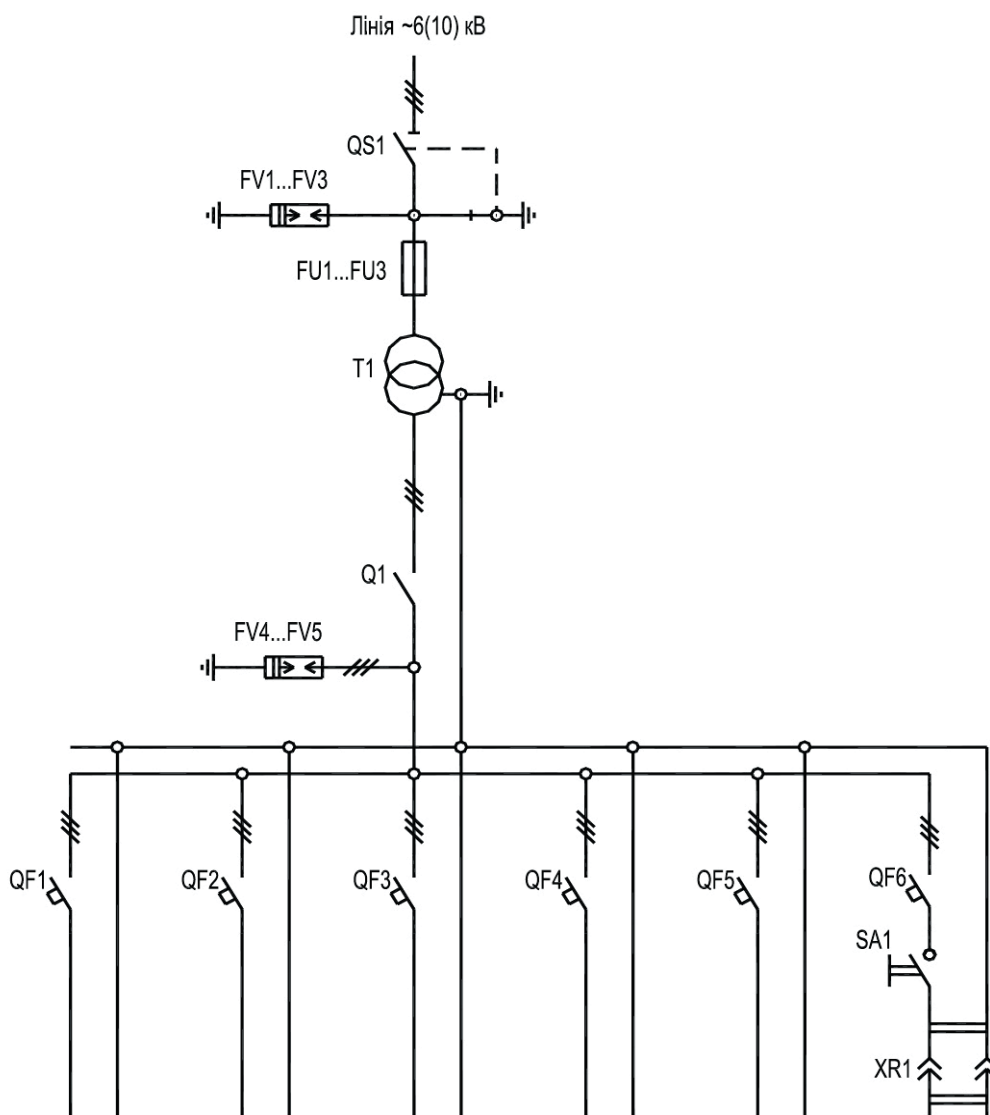 Лінія ~6(10) кВ
QS1
FV1...FV3
FU1...FU3
T1
Q1
FV4...FV5
QF1
QF2
QF3
QF4
QF5
QF6
SA1
XR1